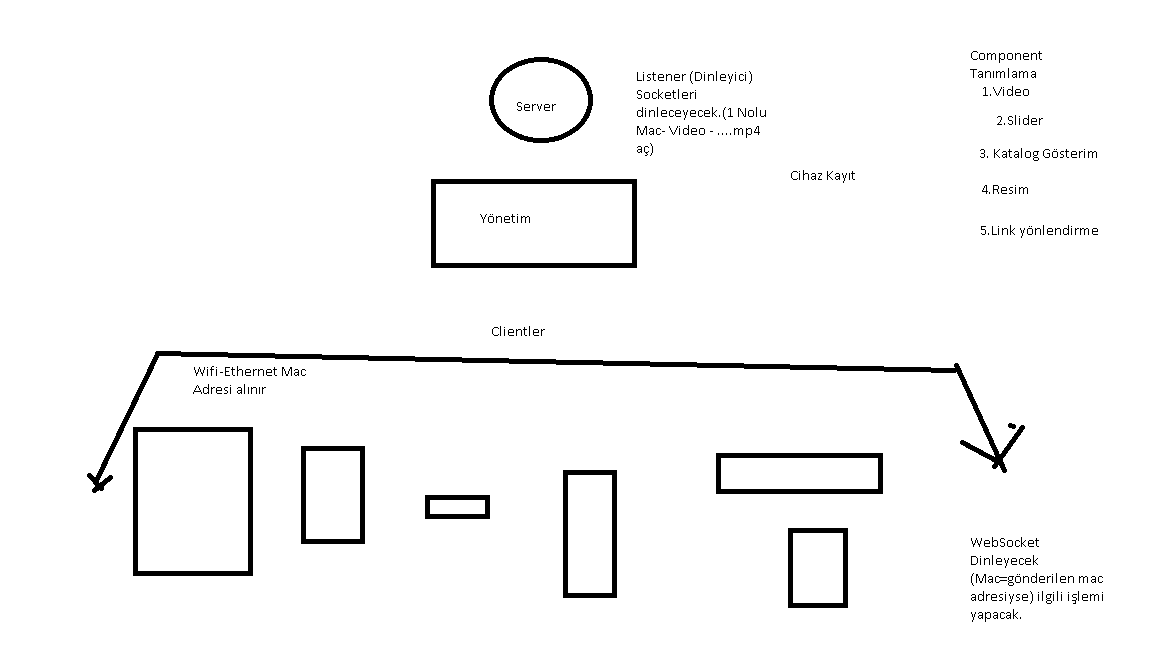 Server
Listener (Dinleyici)
Socketleri
dinleceyecek.(1 Nolu
Mac- Video - ....mp4
aç)
Component
Tanımlama
1.Video
2.Slider
3. Katalog Gösterim
4.Resim
5.Link yönlendirme
Cihaz Kayıt
Yönetim
Clientler
Wifi-Ethernet Mac
Adresi alınır
WebSocket
Dinleyecek
(Mac=gönderilen mac
adresiyse) ilgili işlemi
yapacak.